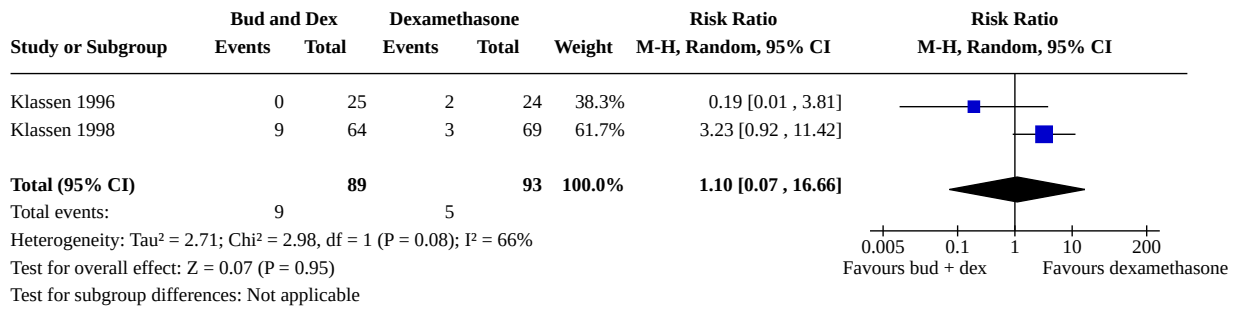 Bud and Dex Dexamethasone Risk Ratio Risk Ratio
Study or Subgroup Events Total Events Total Weight M-H, Random, 95% CI M-H, Random, 95% CI
Klassen 1996 0 25 2 24 38.3% 0.19 [0.01 , 3.81]
Klassen 1998 9 64 3 69 61.7% 3.23 [0.92 , 11.42]
Total (95% CI) 89 93 100.0% 1.10 [0.07 , 16.66]
Total events: 9 5
Heterogeneity: Tau² = 2.71; Chi² = 2.98, df = 1 (P = 0.08); I² = 66%
0.005 0.1 1 10 200
Test for overall effect: Z = 0.07 (P = 0.95)
Favours bud + dex Favours dexamethasone
Test for subgroup differences: Not applicable